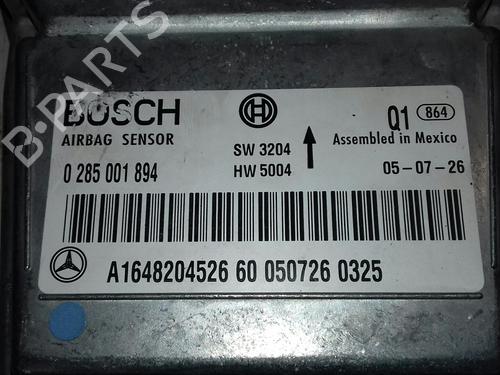 B-PARTS
BOSCH
AIRBAG SENSOR
0 285 001 894
SW 3204
HW 5004
Q1 864
Assembled in Mexico
05-07-26
A1648204526 60 050726 0325